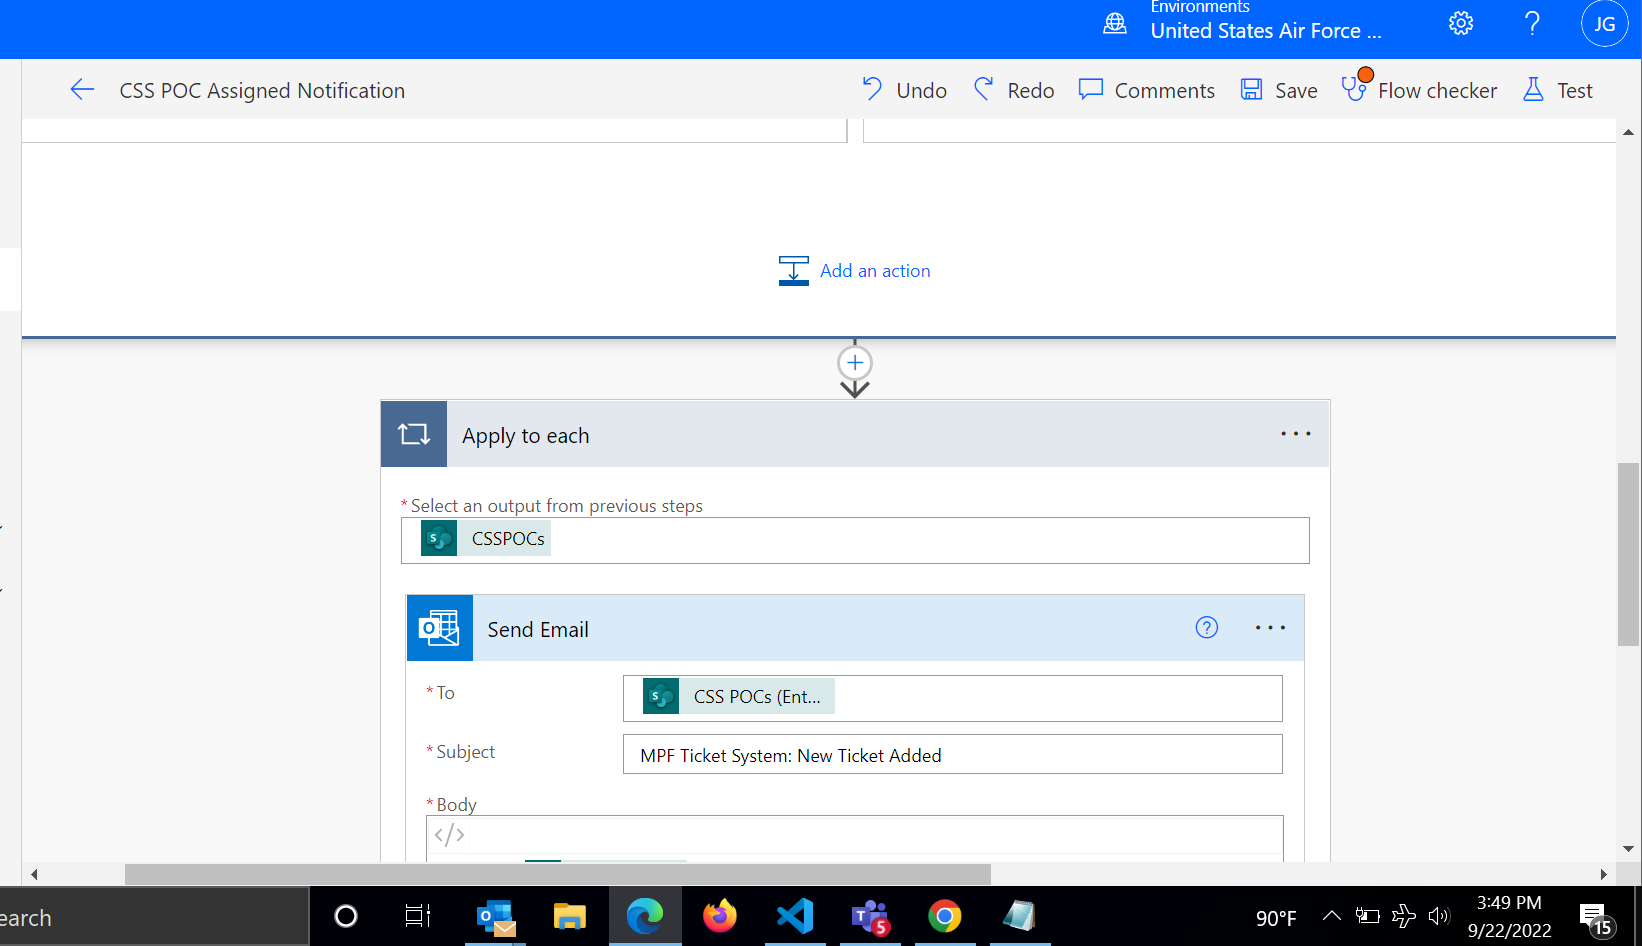 Environments
United States Air Force ...
JG
CSS POC Assigned Notification
Undo
Redo
Comments
Save
Flow checker
Test
Add an action
Apply to each
* Select an output from previous steps
S
CSSPOCs
Send Email
* To
S
CSS POCs (Ent...
* Subject
MPF Ticket System: New Ticket Added
* Body
</>
earch
T
5
90°F
3:49 PM
9/22/2022
15